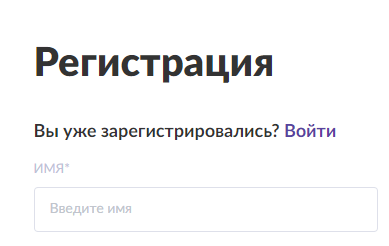 Регистрация
Вы уже зарегистрировались? Войти
ИМЯ*
Введите имя